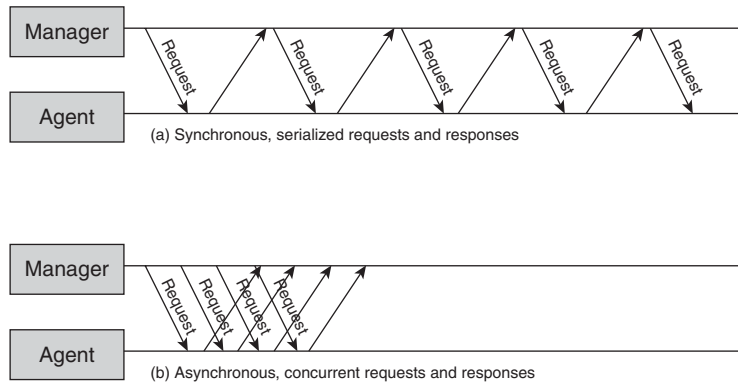 Manager
Request
Request
Request
Request
Request
Agent
(a) Synchronous, serialized requests and responses
Manager
Request
Request
Request
Request
Agent
(b) Asynchronous, concurrent requests and responses